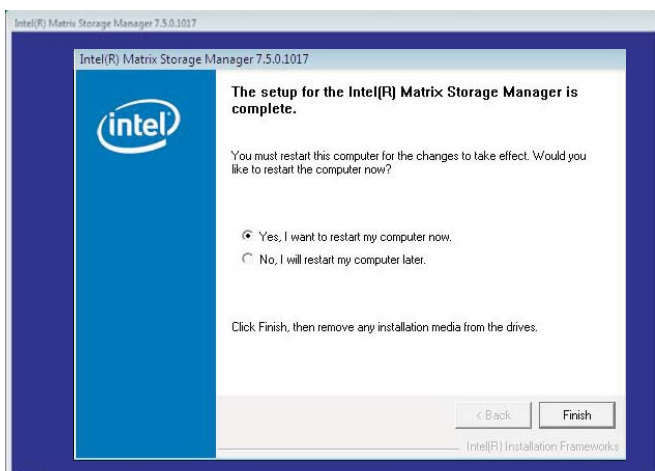 Intel(R) Matrix Storage Manager 7.5.0.1017
Intel(R) Matrix Storage Manager 7.5.0.1017
intel
The setup for the Intel(R) Matrix Storage Manager is
complete.
You must restart this computer for the changes to take effect. Would you
like to restart the computer now?
Yes, I want to restart my computer now.
No, I will restart my computer later.
Click Finish, then remove any installation media from the drives.
< Back
Finish
Intel(R) Installation Frameworks